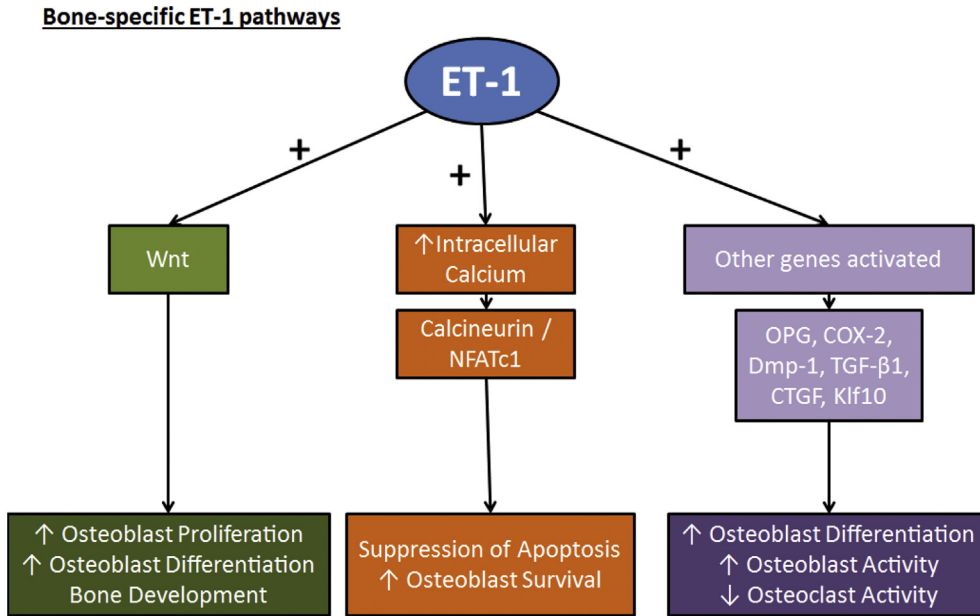 Bone-specific ET-1 pathways
ET-1
+
+
+
Wnt
↑ Intracellular
Calcium
Other genes activated
Calcineurin /
NFATc1
OPG, COX-2,
Dmp-1, TGF-β1,
CTGF, Klf10
↑ Osteoblast Proliferation
↑ Osteoblast Differentiation
Bone Development
Suppression of Apoptosis
↑ Osteoblast Survival
↑ Osteoblast Differentiation
↑ Osteoblast Activity
↓ Osteoclast Activity